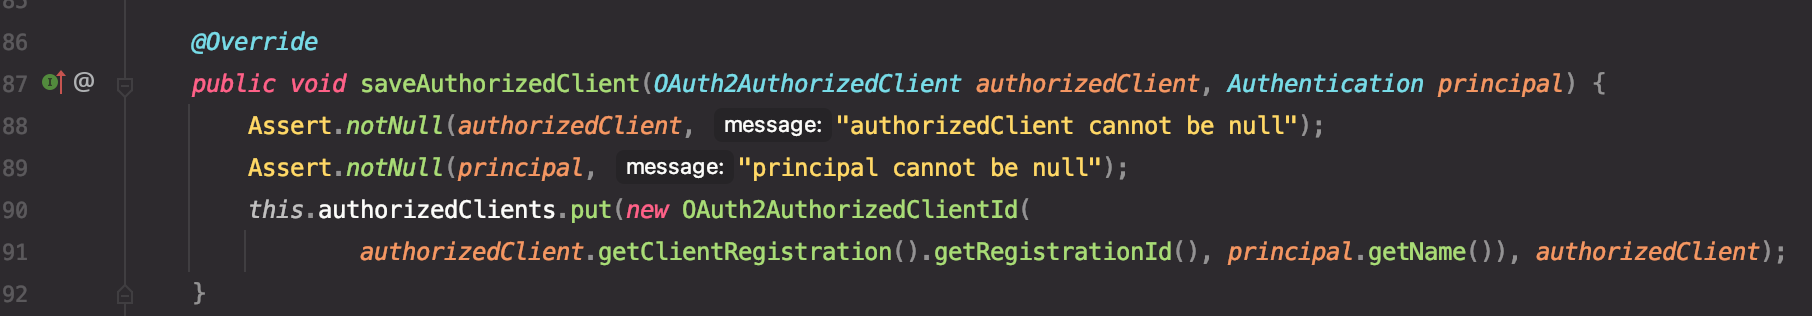 86 @Override
87 @ public void saveAuthorizedClient(OAuth2AuthorizedClient authorizedClient, Authentication principal) {
88 Assert.notNull(authorizedClient, message: "authorizedClient cannot be null");
89 Assert.notNull(principal, message: "principal cannot be null");
90 this.authorizedClients.put(new OAuth2AuthorizedClientId(
91 authorizedClient.getClientRegistration().getRegistrationId(), principal.getName()), authorizedClient);
92 }